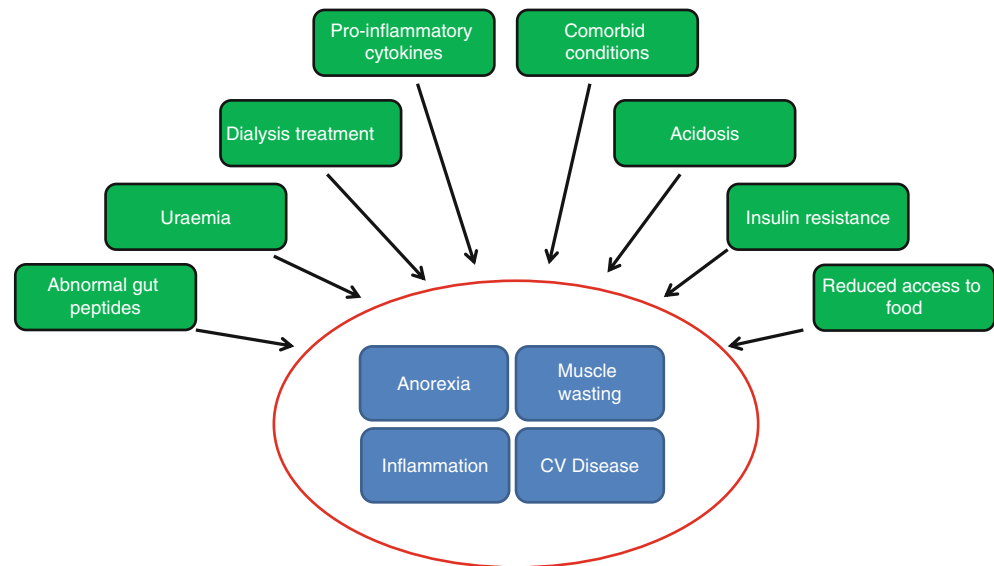 Pro-inflammatory
cytokines
Comorbid
conditions
Dialysis treatment
Acidosis
Uraemia
Insulin resistance
Abnormal gut
peptides
Reduced access to
food
Anorexia
Muscle
wasting
Inflammation
CV Disease